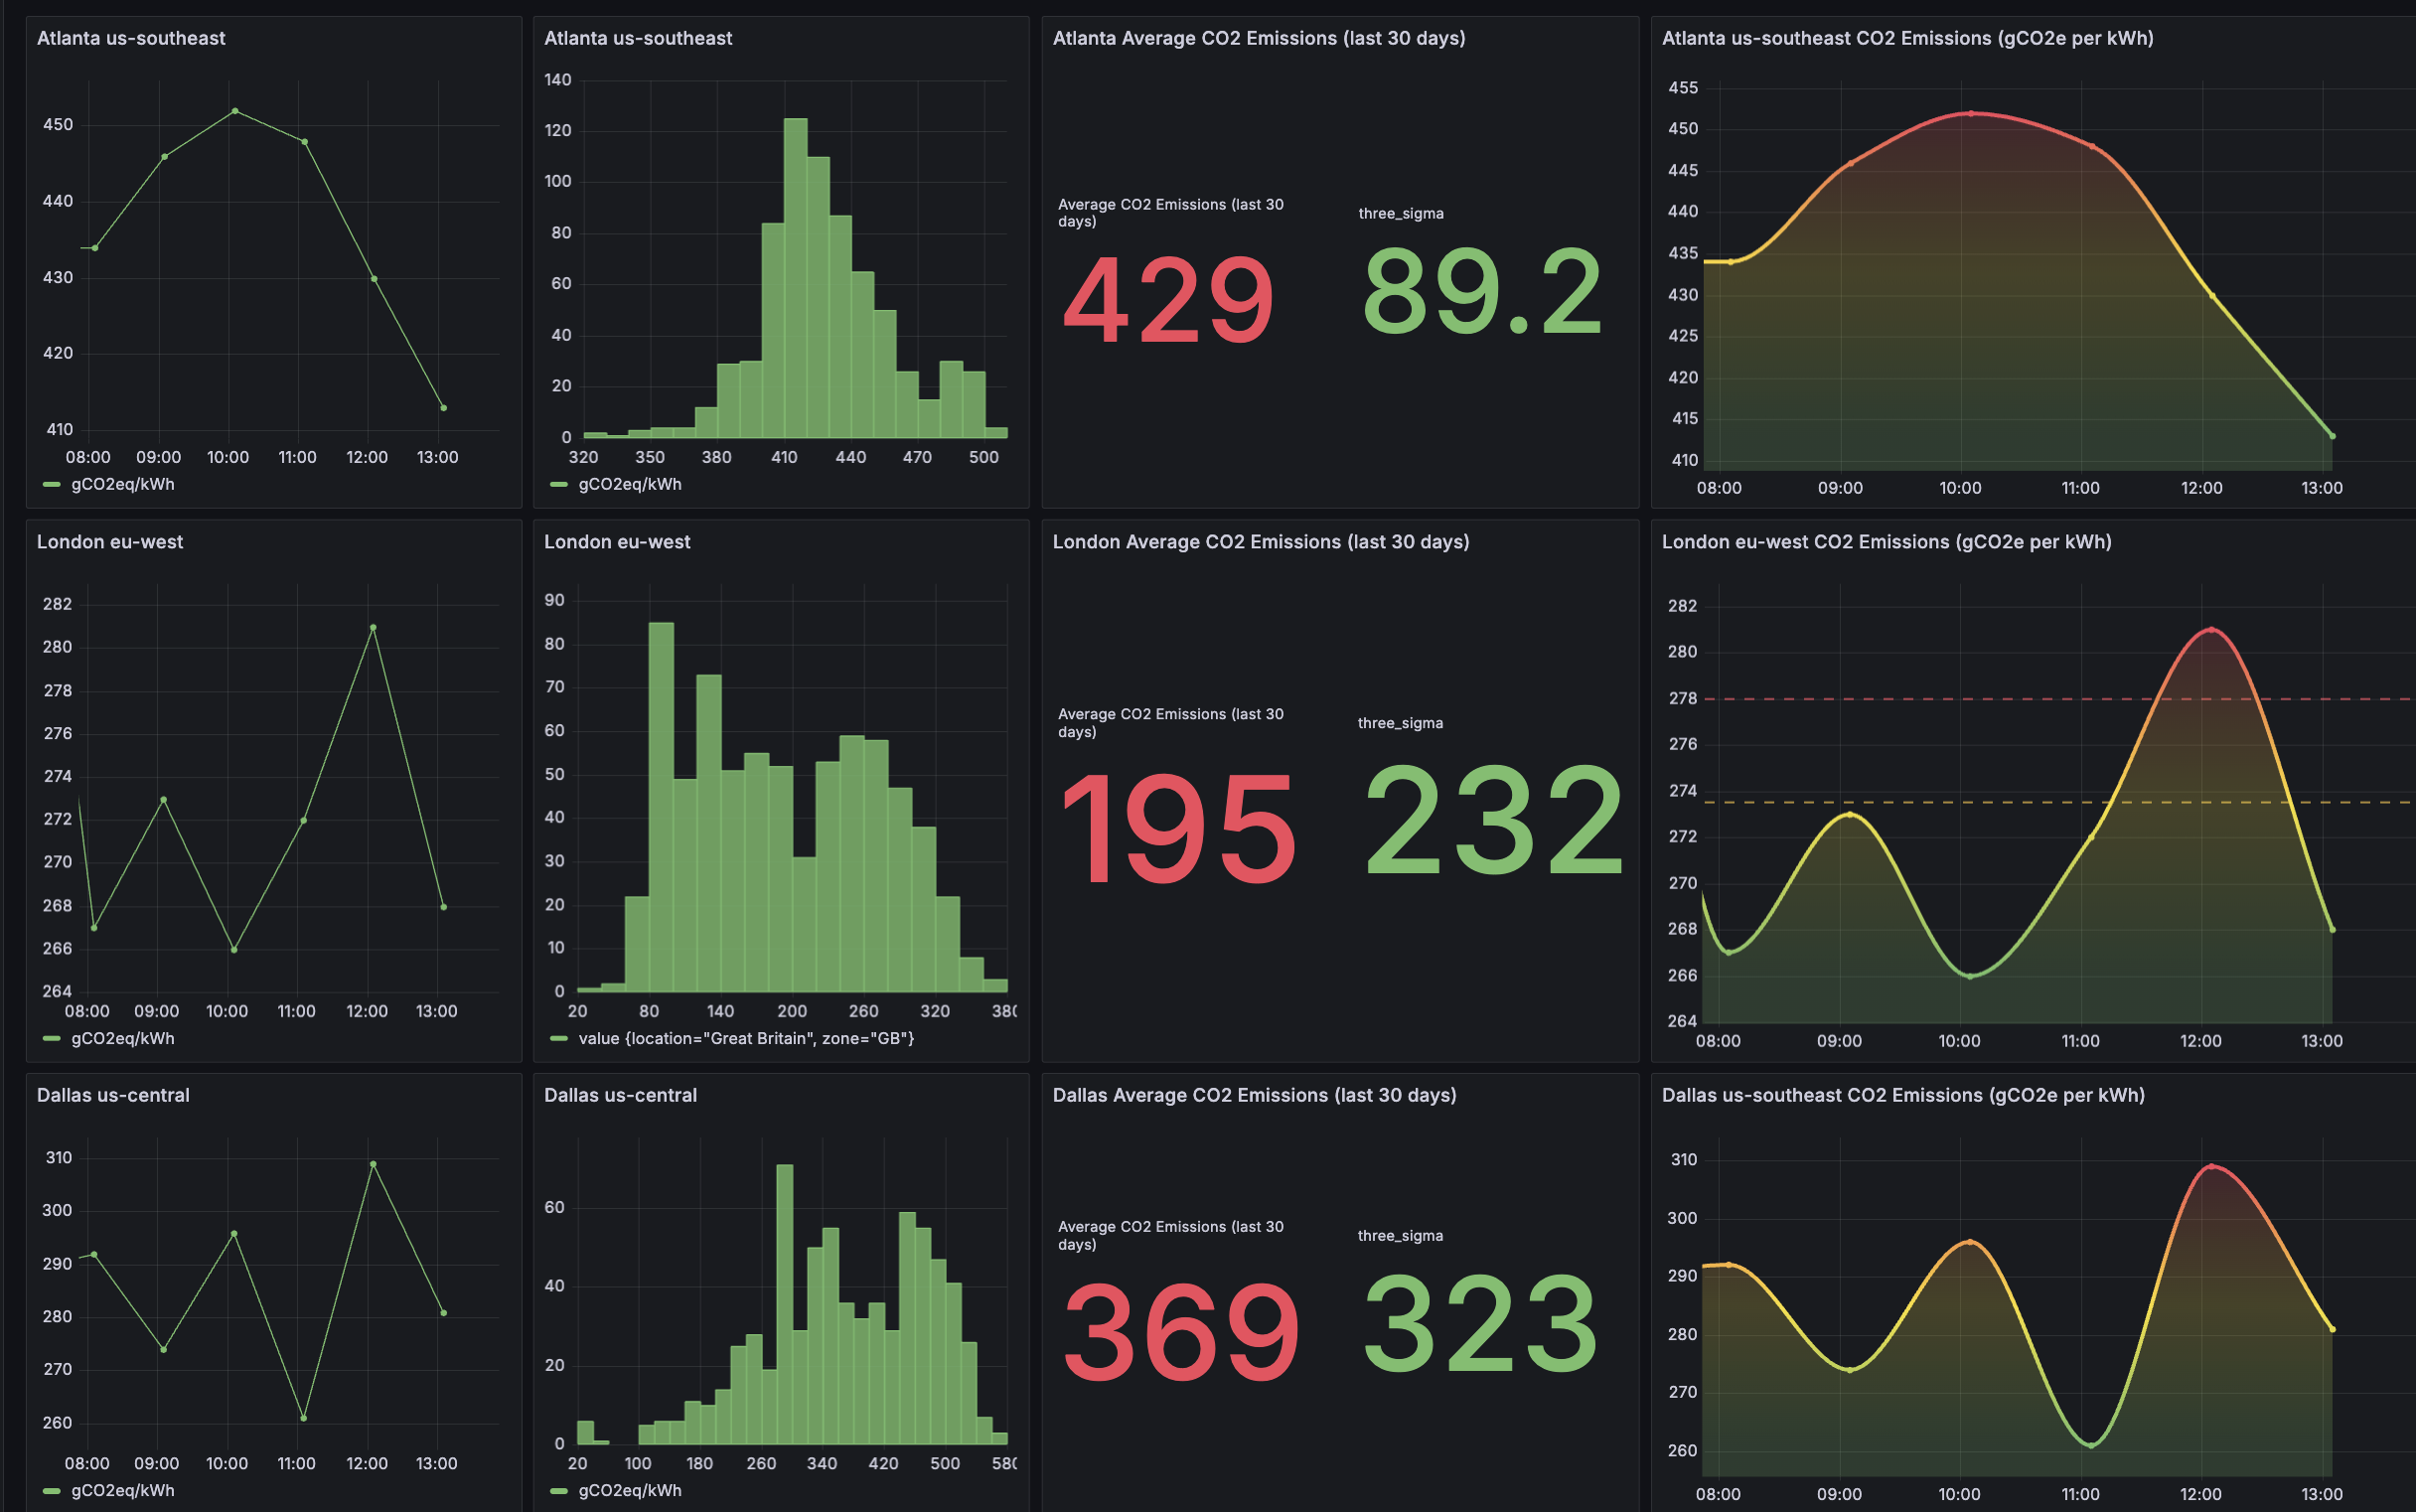 Atlanta us-southeast
450
440
430
420
410
08:00 09:00 10:00 11:00 12:00 13:00
gCO2eq/kWh
Atlanta us-southeast
140
120
100
80
60
40
20
0
320 350 380 410 440 470 500
gCO2eq/kWh
Atlanta Average CO2 Emissions (last 30 days)
Average CO2 Emissions (last 30
days)
429
three_sigma
89.2
Atlanta us-southeast CO2 Emissions (gCO2e per kWh)
455
450
445
440
435
430
425
420
415
410
08:00 09:00 10:00 11:00 12:00 13:00
London eu-west
282
280
278
276
274
272
270
268
266
264
08:00 09:00 10:00 11:00 12:00 13:00
gCO2eq/kWh
London eu-west
90
80
70
60
50
40
30
20
10
0
20 80 140 200 260 320 380
value {location="Great Britain", zone="GB"}
London Average CO2 Emissions (last 30 days)
Average CO2 Emissions (last 30
days)
195
three_sigma
232
London eu-west CO2 Emissions (gCO2e per kWh)
282
280
278
276
274
272
270
268
266
264
08:00 09:00 10:00 11:00 12:00 13:00
Dallas us-central
310
300
290
280
270
260
08:00 09:00 10:00 11:00 12:00 13:00
gCO2eq/kWh
Dallas us-central
60
40
20
0
20 100 180 260 340 420 500 580
gCO2eq/kWh
Dallas Average CO2 Emissions (last 30 days)
Average CO2 Emissions (last 30
days)
369
three_sigma
323
Dallas us-southeast CO2 Emissions (gCO2e per kWh)
310
300
290
280
270
260
08:00 09:00 10:00 11:00 12:00 13:00